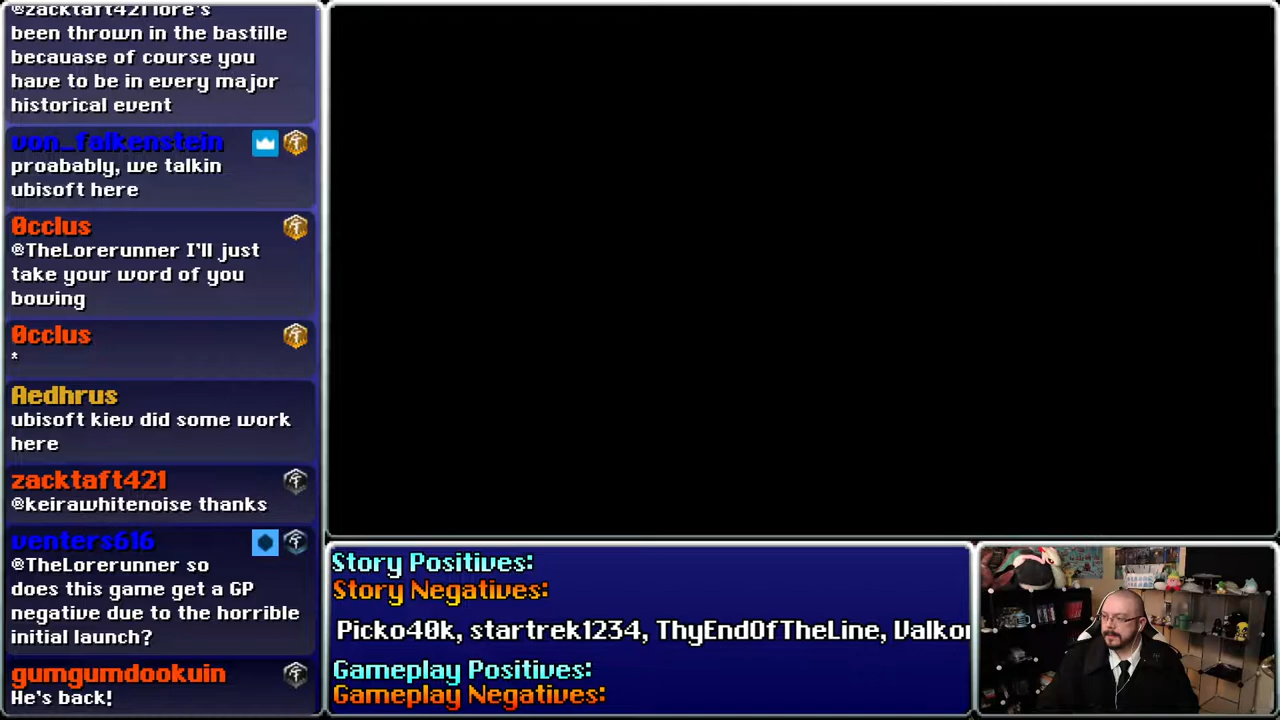 @zacktaft421 lore's
been thrown in the bastille
becauase of course you
have to be in every major
historical event
von_falkenstein
proabably, we talkin
ubisoft here
0cclus
@TheLorerunner I'll just
take your word of you
bowing
0cclus
*
Aedhrus
ubisoft kiev did some work
here
zacktaft421
@keirawhitenoise thanks
venters616
@TheLorerunner so
does this game get a GP
negative due to the horrible
initial launch?
gumgumdookuin
He's back!
Story Positives:
Story Negatives:
Picko40k, startrek1234, ThyEndOfTheLine, Valkor
Gameplay Positives:
Gameplay Negatives: